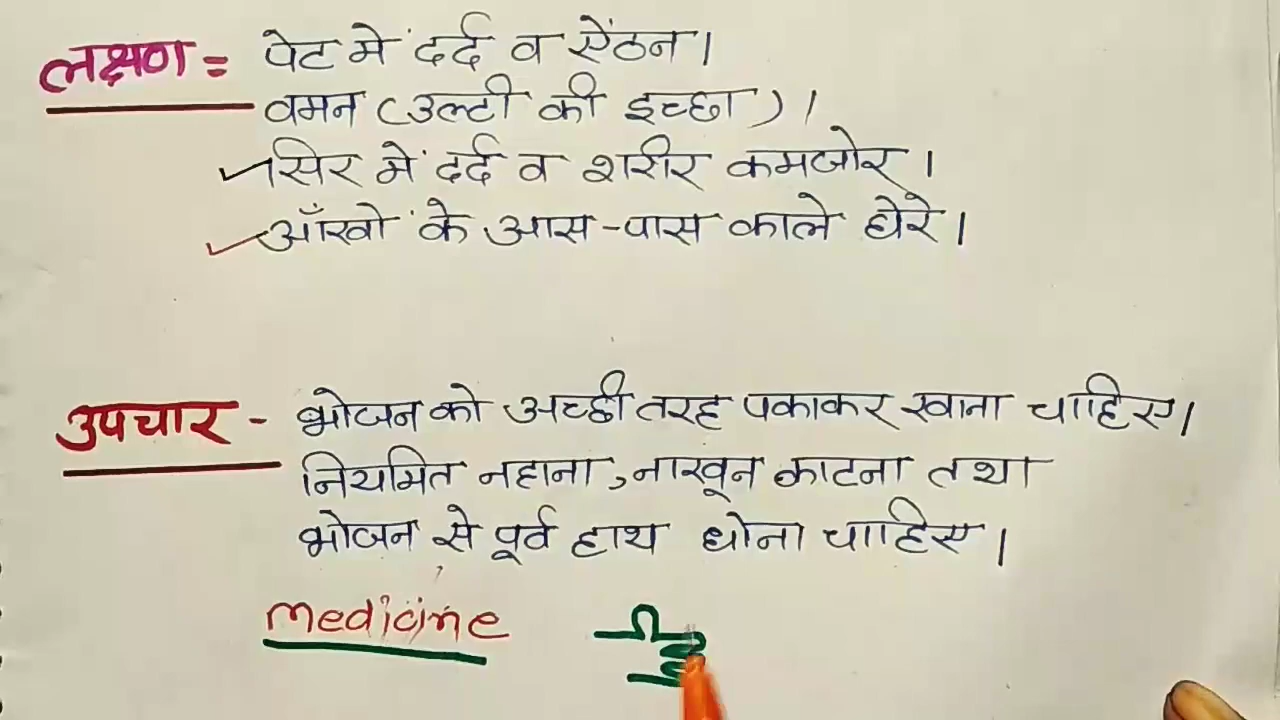 लक्षण = पेट में दर्द व ऐंठन।
वमन (उल्टी की इच्छा)।
सिर में दर्द व शरीर कमजोर।
आँखों के आस-पास काले घेरे।
उपचार - भोजन को अच्छी तरह पकाकर खाना चाहिए।
नियमित नहाना, नाखून काटना तथा
भोजन से पूर्व हाथ धोना चाहिए।
medicine